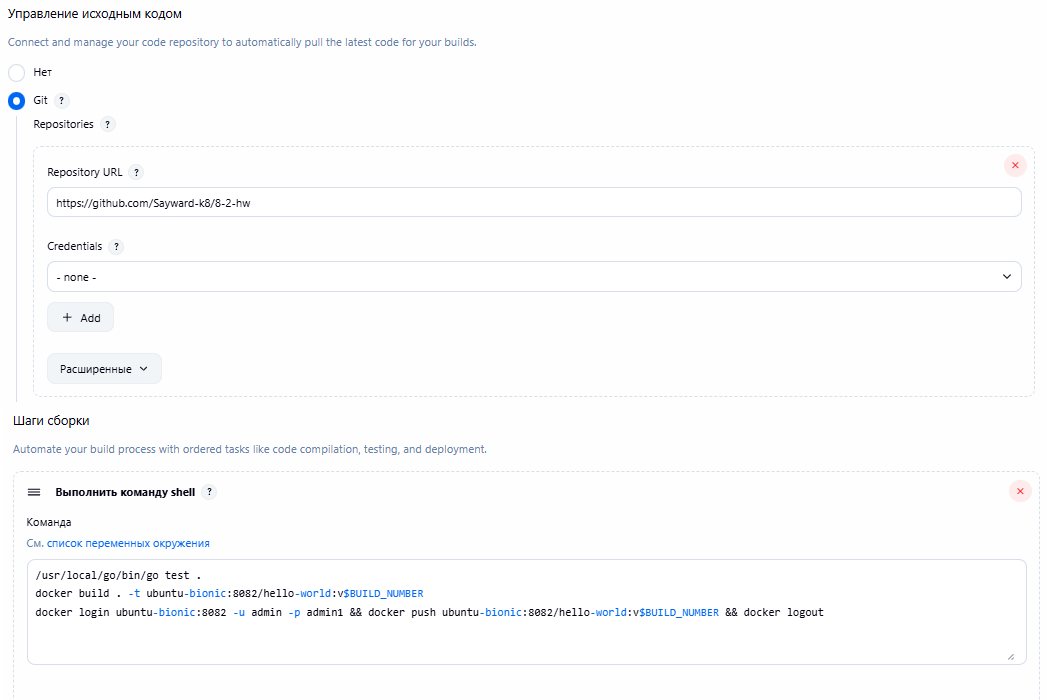 Управление исходным кодом
Connect and manage your code repository to automatically pull the latest code for your builds.
Нет
Git ?
Repositories ?
Repository URL ?
https://github.com/Sayward-k8/8-2-hw
Credentials ?
- none -
+ Add
Расширенные
Шаги сборки
Automate your build process with ordered tasks like code compilation, testing, and deployment.
Выполнить команду shell ?
Команда
См. список переменных окружения
/usr/local/go/bin/go test .
docker build . -t ubuntu-bionic:8082/hello-world:v$BUILD_NUMBER
docker login ubuntu-bionic:8082 -u admin -p admin1 && docker push ubuntu-bionic:8082/hello-world:v$BUILD_NUMBER && docker logout